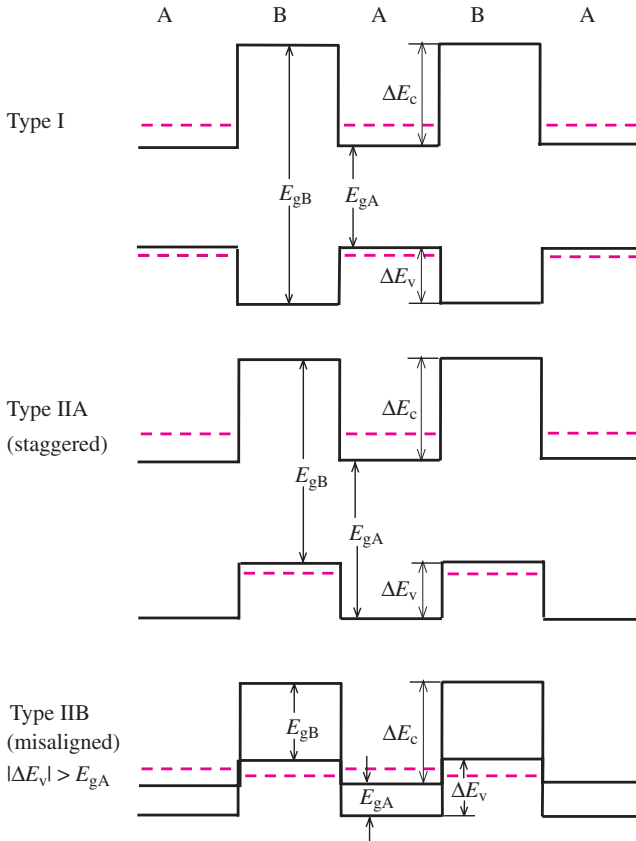 A B A B A
Type I
ΔE_c
E_gB
E_gA
ΔE_v
Type IIA
(staggered)
ΔE_c
E_gB
E_gA
ΔE_v
Type IIB
(misaligned)
|ΔE_v| > E_gA
E_gB
ΔE_c
E_gA
ΔE_v